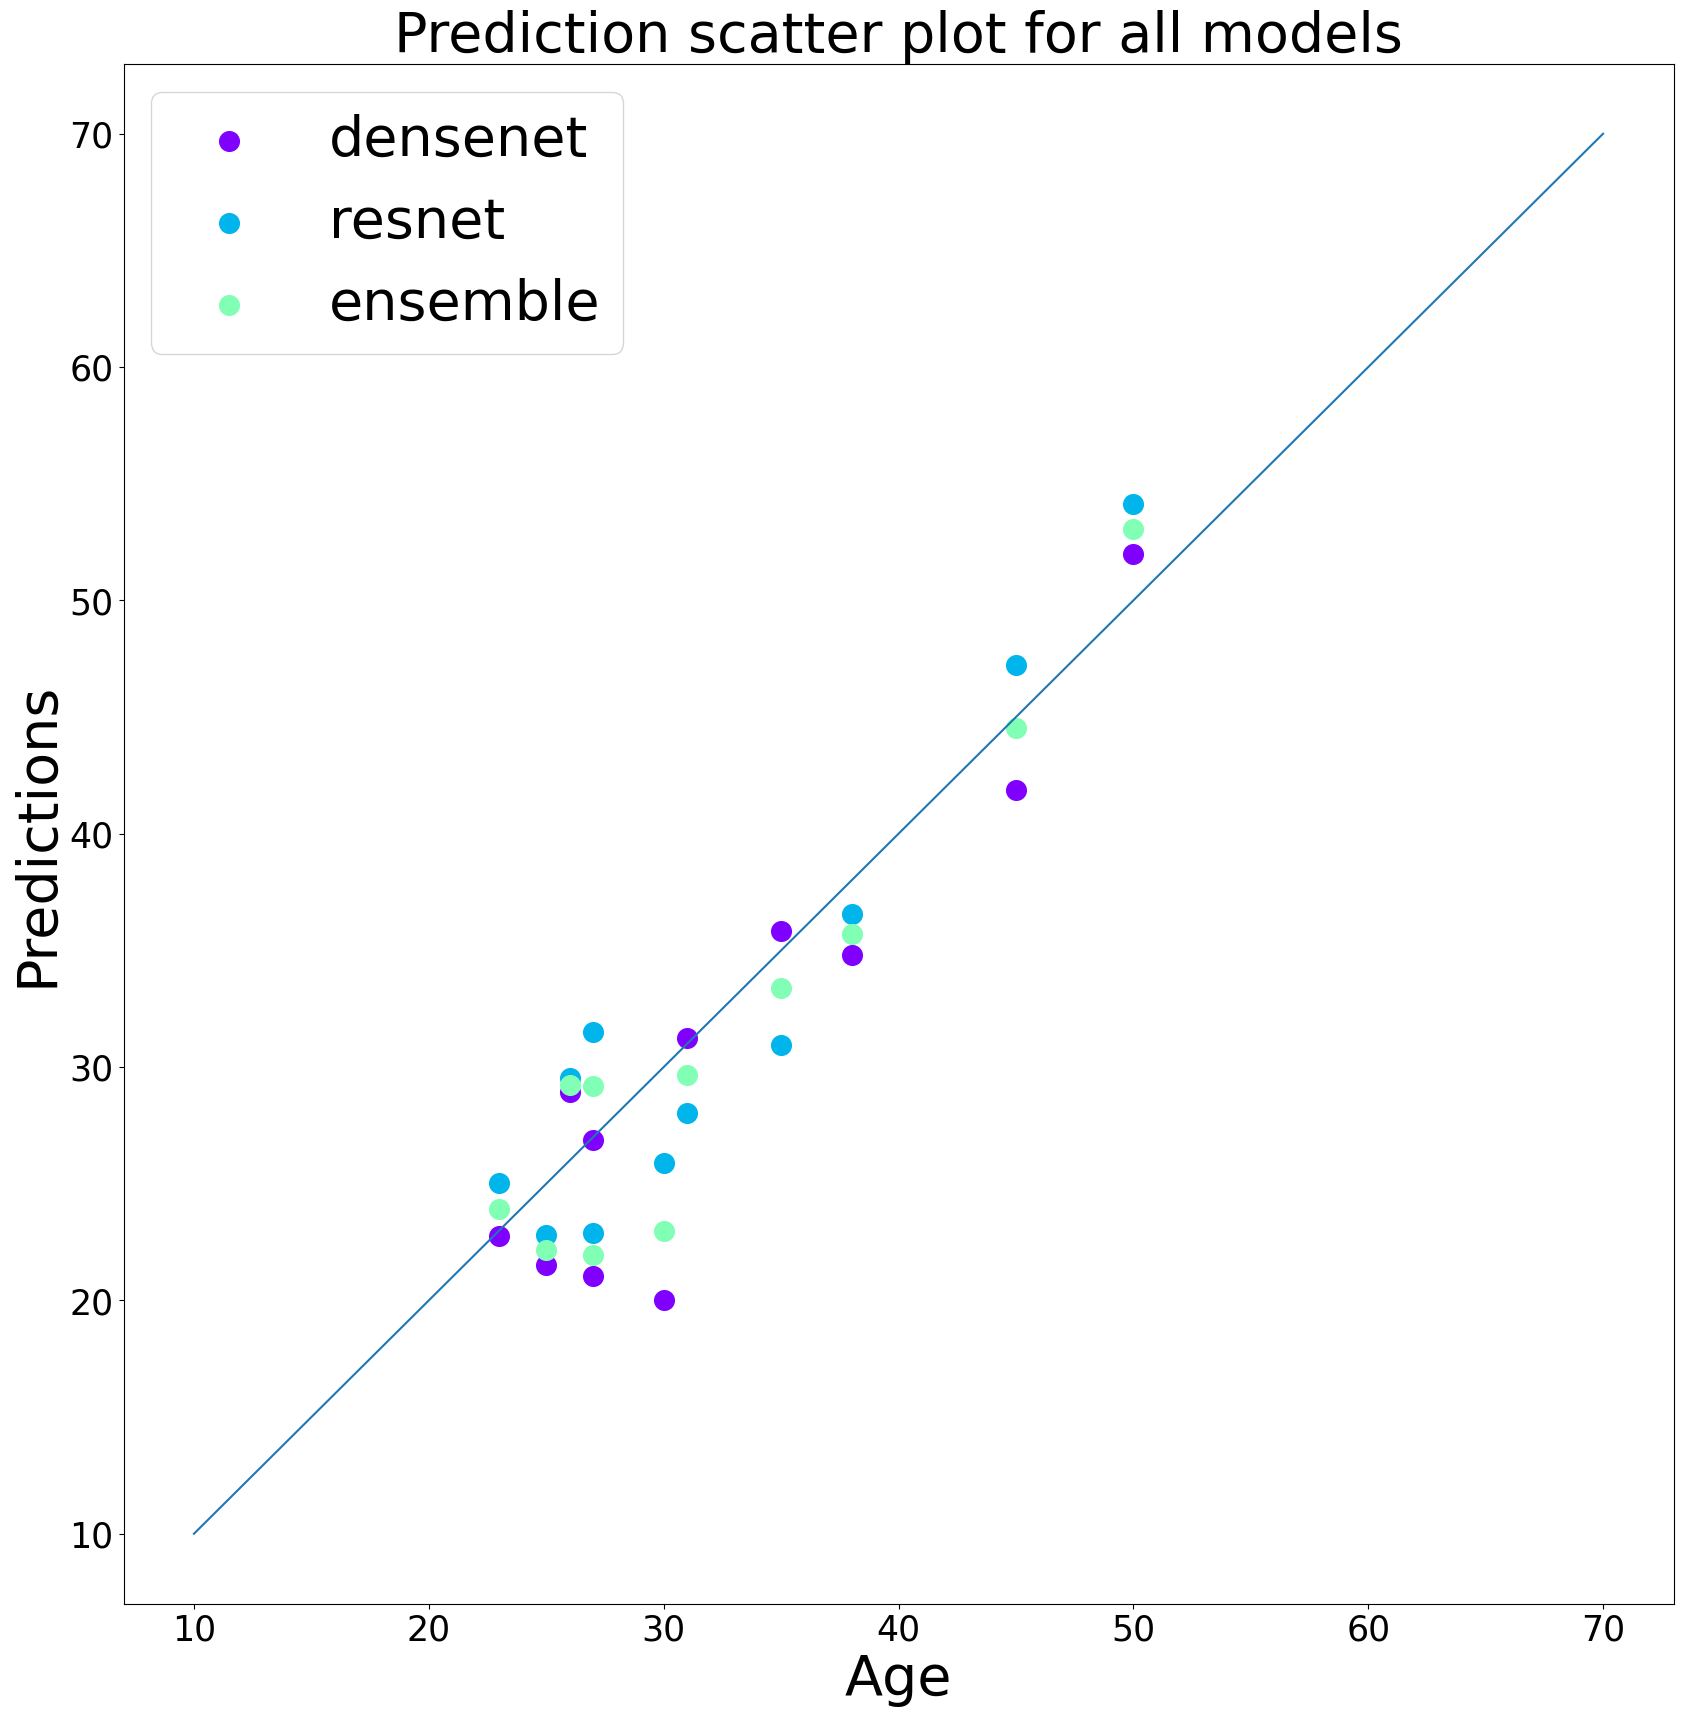 Prediction scatter plot for all models
densenet
resnet
ensemble
70
60
50
40
30
20
10
Predictions
10 20 30 40 50 60 70
Age